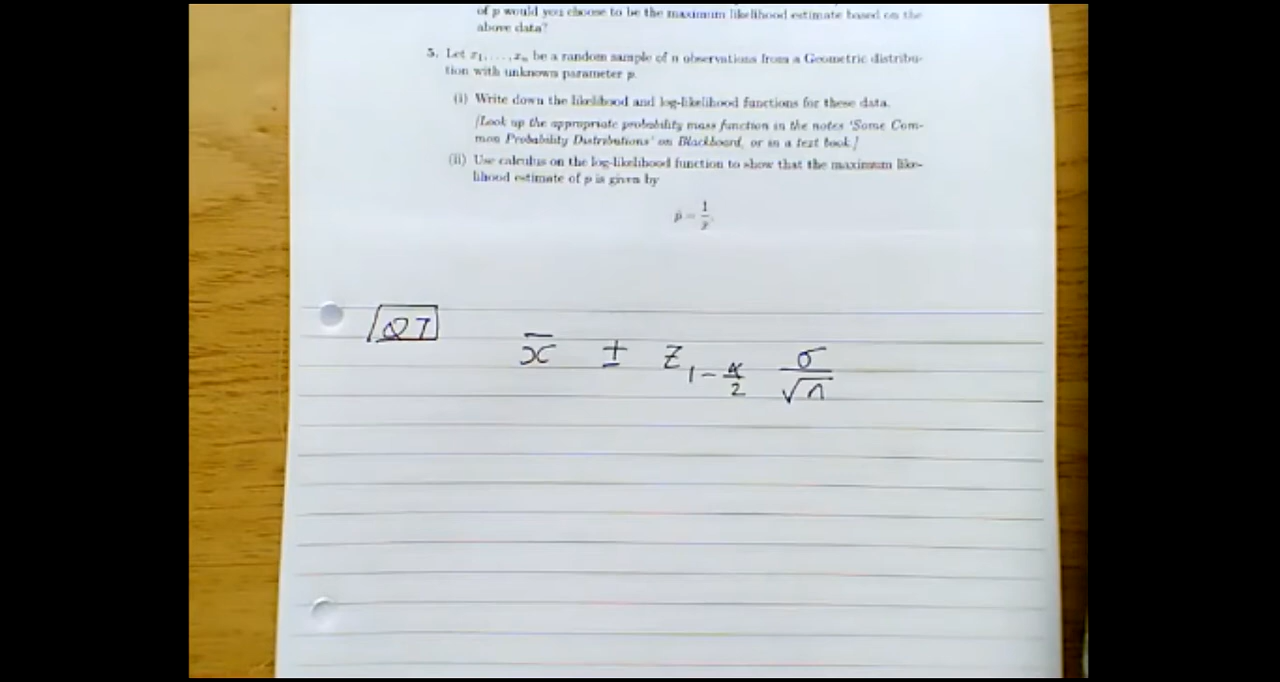 of p would you choose to be the maximum likelihood estimate based on the
above data?
5. Let x₁, . . . , xₙ be a random sample of n observations from a Geometric distribu-
tion with unknown parameter p.
(i) Write down the likelihood and log-likelihood functions for these data.
[Look up the appropriate probability mass function in the notes 'Some Com-
mon Probability Distributions' on Blackboard, or in a text book.]
(ii) Use calculus on the log-likelihood function to show that the maximum like-
lihood estimate of p is given by
p̂ = 1/x̄.
Q7
x̄ ± z_{1-α/2} σ/√n